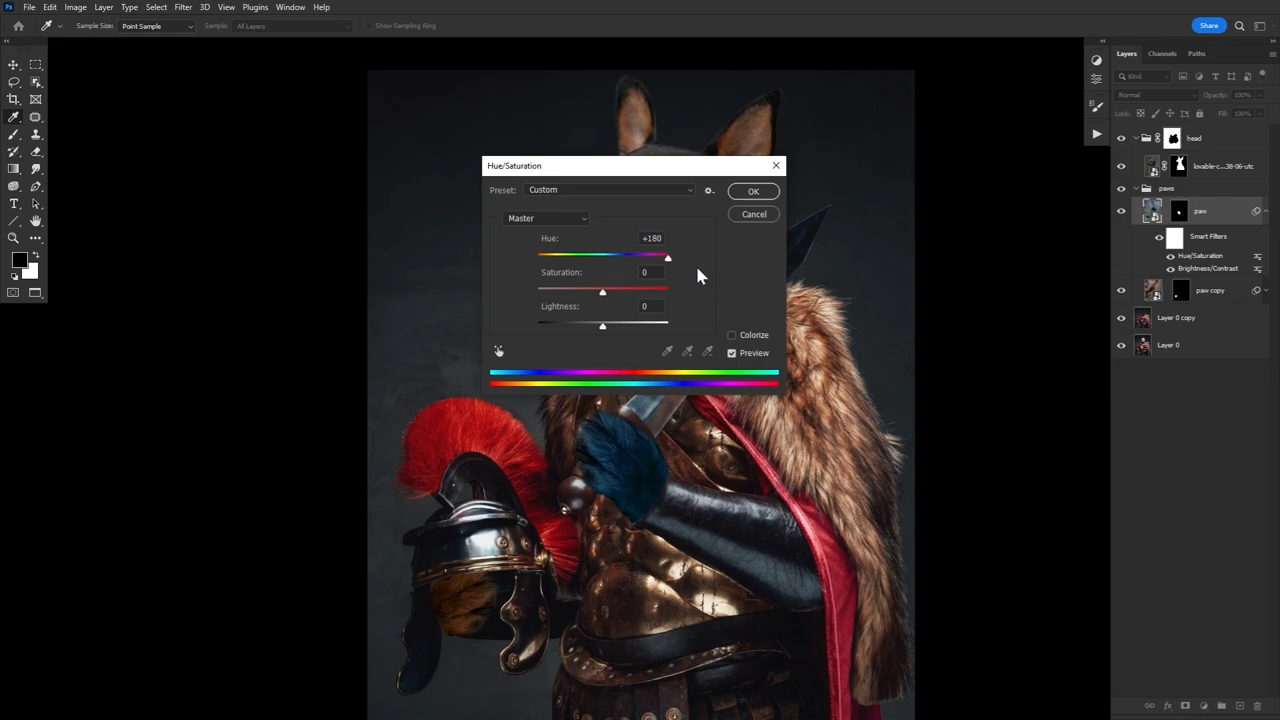 Ps File Edit Image Layer Type Select Filter 3D View Plugins Window Help
Sample Size: Point Sample Sample: All Layers Show Sampling Ring Share
Layers Channels Paths
Kind
Normal Opacity: 100%
Lock: Fill: 100%
head
lovable-c...38-06-utc
paws
paw
Smart Filters
Hue/Saturation
Brightness/Contrast
paw copy
Layer 0 copy
Layer 0
Hue/Saturation
Preset: Custom OK
Cancel
Master
Hue: +180
Saturation: 0
Lightness: 0
Colorize
Preview